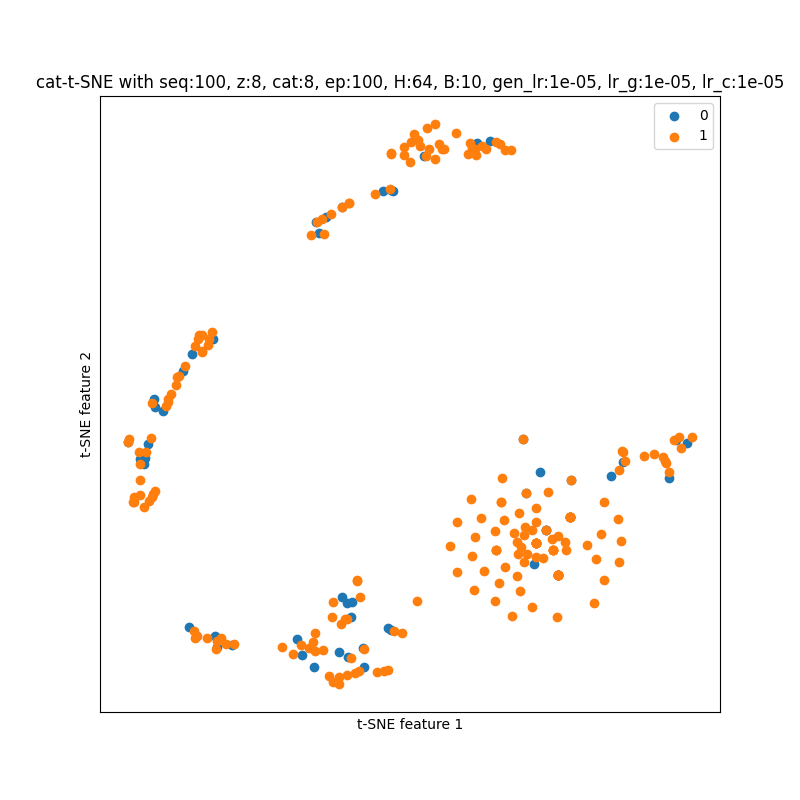 cat-t-SNE with seq:100, z:8, cat:8, ep:100, H:64, B:10, gen_lr:1e-05, lr_g:1e-05, lr_c:1e-05
0
1
t-SNE feature 2
t-SNE feature 1